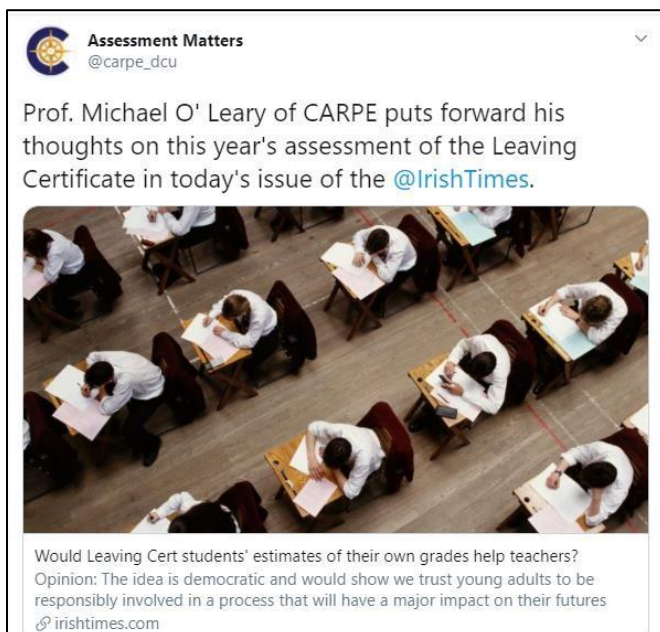 Assessment Matters
@carpe_dcu
Prof. Michael O' Leary of CARPE puts forward his
thoughts on this year's assessment of the Leaving
Certificate in today's issue of the @IrishTimes.
Would Leaving Cert students' estimates of their own grades help teachers?
Opinion: The idea is democratic and would show we trust young adults to be
responsibly involved in a process that will have a major impact on their futures
irishtimes.com